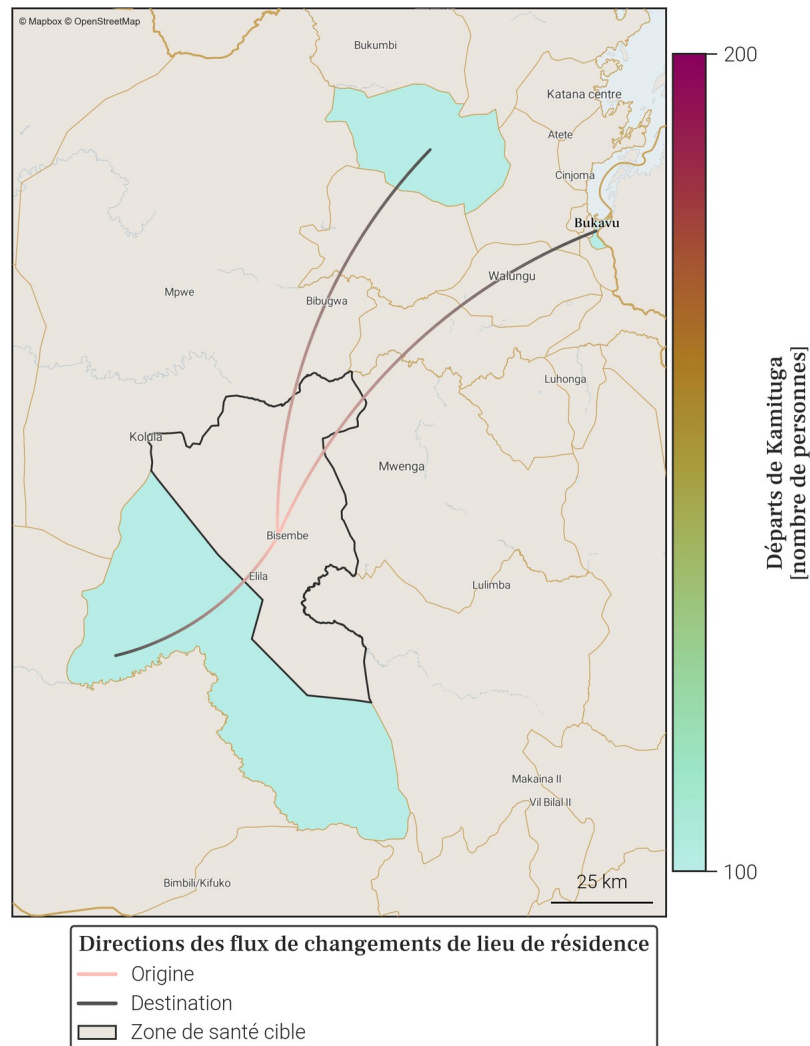 © Mapbox © OpenStreetMap
Bukumbi
Katana centre
Atete
Cinjoma
Bukavu
Walungu
Mpwe
Bibugwa
Luhonga
Kolula
Mwenga
Bisembe
Elila
Lulimba
Makaina II
Vil Bilal II
Bimbili/Kifuko
25 km
200
100
Départs de Kamituga
[nombre de personnes]
Directions des flux de changements de lieu de résidence
Origine
Destination
Zone de santé cible